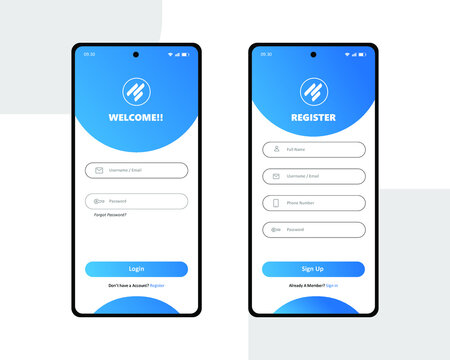 09:30
WELCOME!!
Username / Email
Password
Forgot Password?
Login
Don't have a Account? Register
09:30
REGISTER
Full Name
Username / Email
Phone Number
Password
Sign Up
Already A Member? Sign in